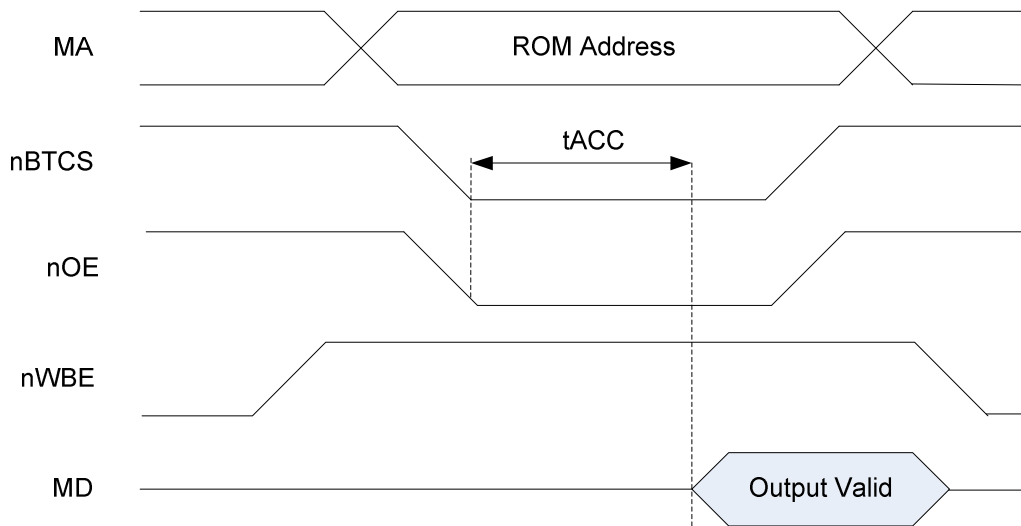 MA
ROM Address
nBTCS
tACC
nOE
nWBE
MD
Output Valid